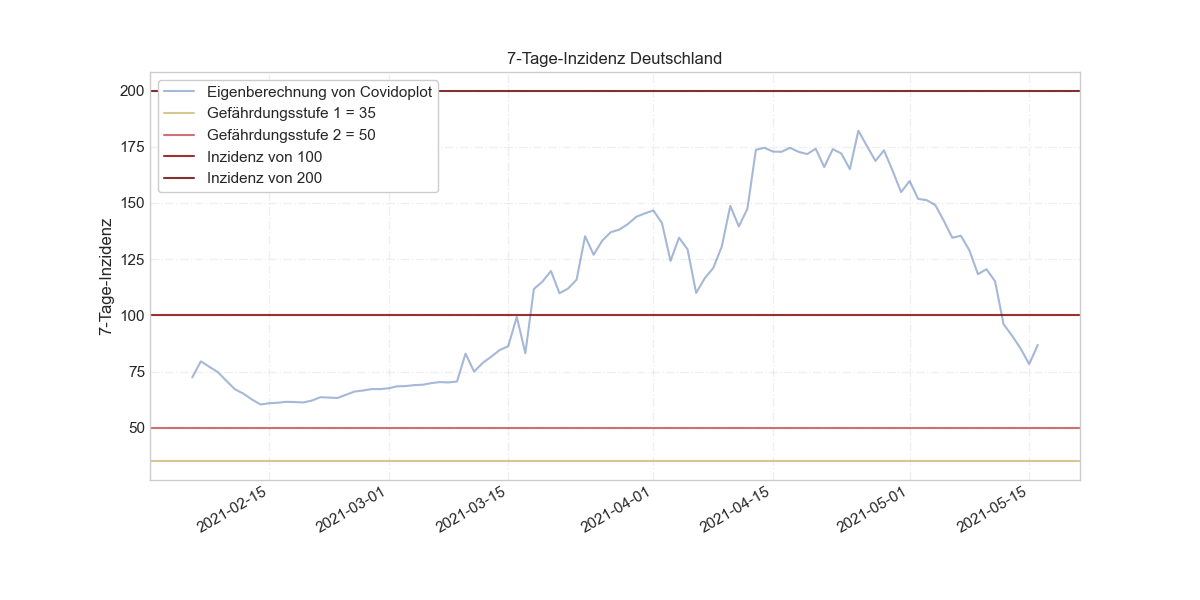 7-Tage-Inzidenz Deutschland
Eigenberechnung von Covidoplot
Gefährdungsstufe 1 = 35
Gefährdungsstufe 2 = 50
Inzidenz von 100
Inzidenz von 200
7-Tage-Inzidenz
200
175
150
125
100
75
50
2021-02-15
2021-03-01
2021-03-15
2021-04-01
2021-04-15
2021-05-01
2021-05-15